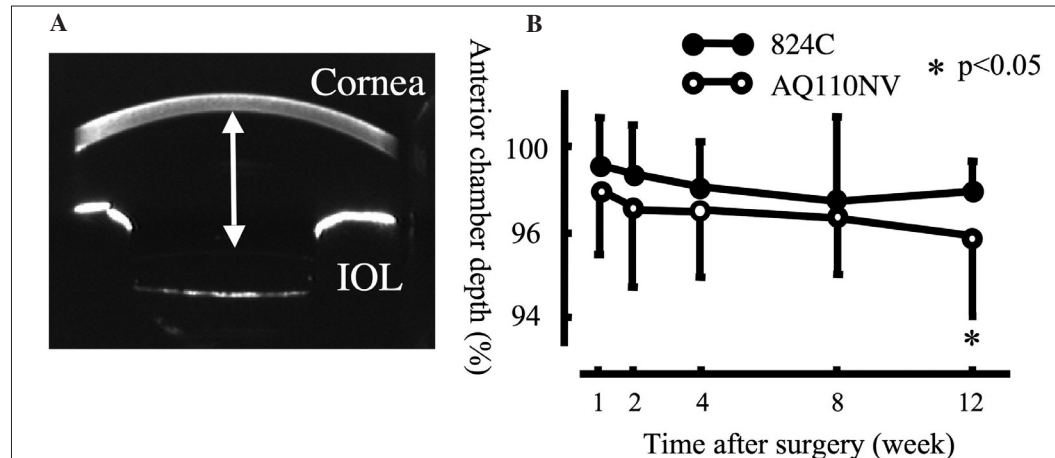 A
Cornea
IOL
B
824C
AQ110NV
* p<0.05
Anterior chamber depth (%)
100
96
94
*
1 2 4 8 12
Time after surgery (week)